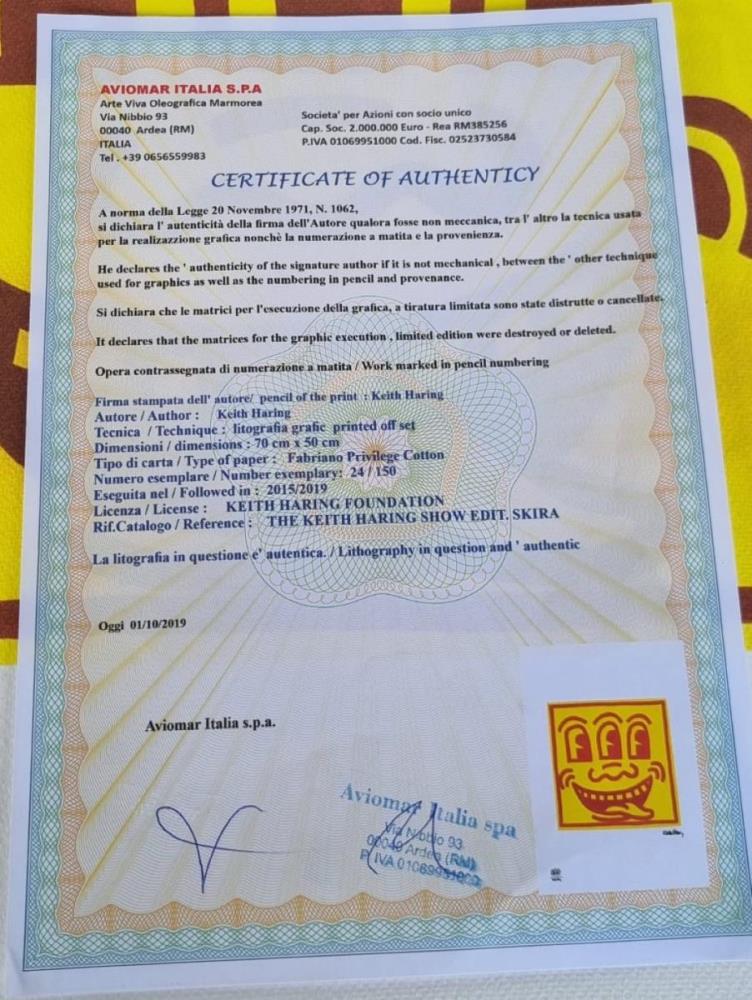 AVIOMAR ITALIA S.P.A
Arte Viva Oleografica Marmorea
Via Nibbio 93
00040 Ardea (RM)
ITALIA
Tel . +39 0656559983
Societa' per Azioni con socio unico
Cap. Soc. 2.000.000 Euro - Rea RM385256
P.IVA 01069951000 Cod. Fisc. 02523730584
CERTIFICATE OF AUTHENTICY
A norma della Legge 20 Novembre 1971, N. 1062,
si dichiara l' autenticità della firma dell'Autore qualora fosse non meccanica, tra l' altro la tecnica usata
per la realizazzione grafica nonchè la numerazione a matita e la provenienza.
He declares the ' authenticity of the signature author if it is not mechanical , between the ' other technique
used for graphics as well as the numbering in pencil and provenance.
Si dichiara che le matrici per l'esecuzione della grafica, a tiratura limitata sono state distrutte o cancellate.
It declares that the matrices for the graphic execution , limited edition were destroyed or deleted.
Opera contrassegnata di numerazione a matita / Work marked in pencil numbering
Firma stampata dell' autore/ pencil of the print : Keith Haring
Autore / Author : Keith Haring
Tecnica / Technique : litografia grafic printed off set
Dimensioni / dimensions : 70 cm x 50 cm
Tipo di carta / Type of paper : Fabriano Privilege Cotton
Numero esemplare / Number exemplary: 24 / 150
Eseguita nel / Followed in : 2015/2019
Licenza / License : KEITH HARING FOUNDATION
Rif.Catalogo / Reference : THE KEITH HARING SHOW EDIT. SKIRA
La litografia in questione e' autentica. / Lithography in question and ' authentic
Oggi 01/10/2019
Aviomar Italia s.p.a.
Aviomar Italia spa
Via Nibbio 93
00040 Ardea (RM)
P. IVA 01069951000